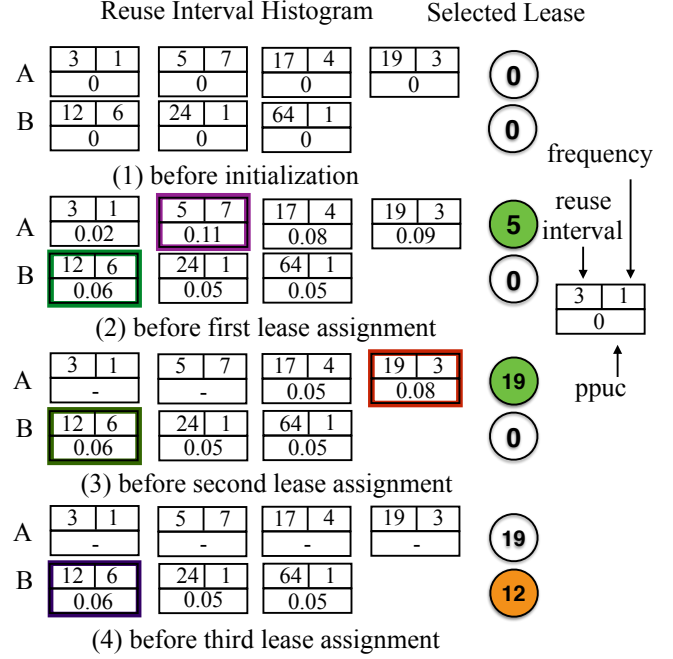 Reuse Interval Histogram Selected Lease
A 3 1 5 7 17 4 19 3 0
0 0 0 0
B 12 6 24 1 64 1 0
0 0 0
(1) before initialization
frequency
reuse
interval
3 1
0
ppuc
A 3 1 5 7 17 4 19 3 5
0.02 0.11 0.08 0.09
B 12 6 24 1 64 1 0
0.06 0.05 0.05
(2) before first lease assignment
A 3 1 5 7 17 4 19 3 19
- - 0.05 0.08
B 12 6 24 1 64 1 0
0.06 0.05 0.05
(3) before second lease assignment
A 3 1 5 7 17 4 19 3 19
- - - -
B 12 6 24 1 64 1 12
0.06 0.05 0.05
(4) before third lease assignment